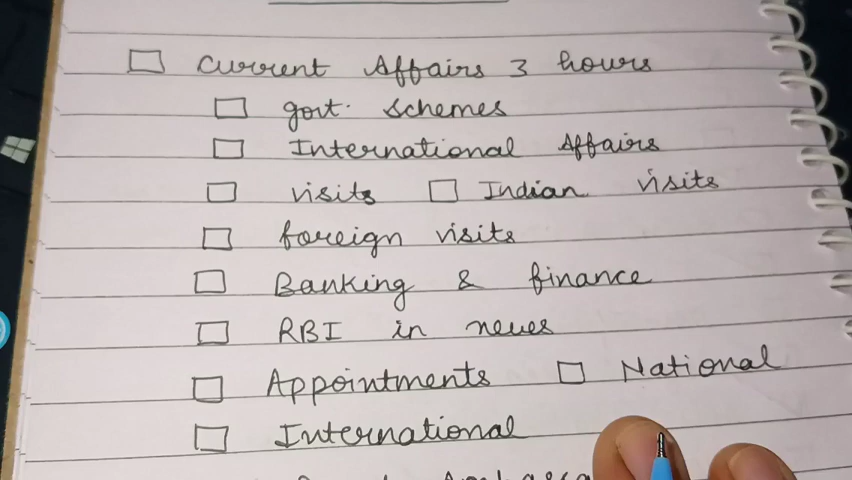 ☐ Current Affairs 3 hours
☐ govt. schemes
☐ International Affairs
☐ visits ☐ Indian visits
☐ foreign visits
☐ Banking & finance
☐ RBI in news
☐ Appointments ☐ National
☐ International